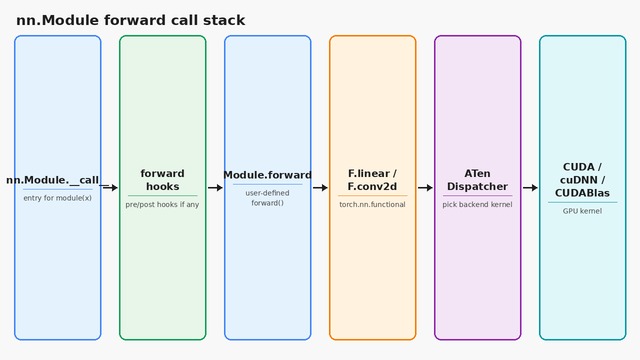 nn.Module forward call stack
nn.Module.__call__
entry for module(x)
forward
hooks
pre/post hooks if any
Module.forward
user-defined
forward()
F.linear /
F.conv2d
torch.nn.functional
ATen
Dispatcher
pick backend kernel
CUDA /
cuDNN /
CUDABlas
GPU kernel